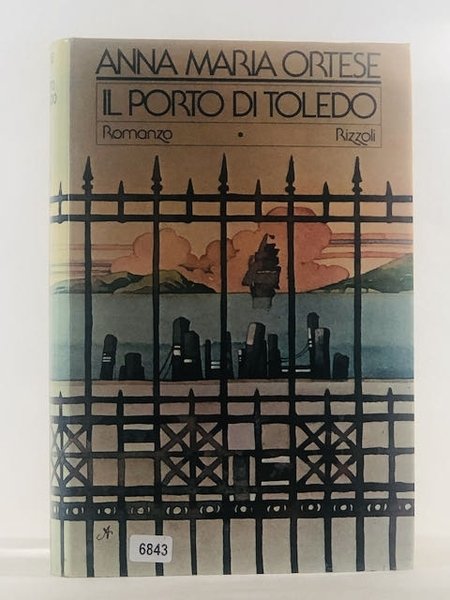 ANNA MARIA ORTESE
IL PORTO DI TOLEDO
Romanzo • Rizzoli
6843